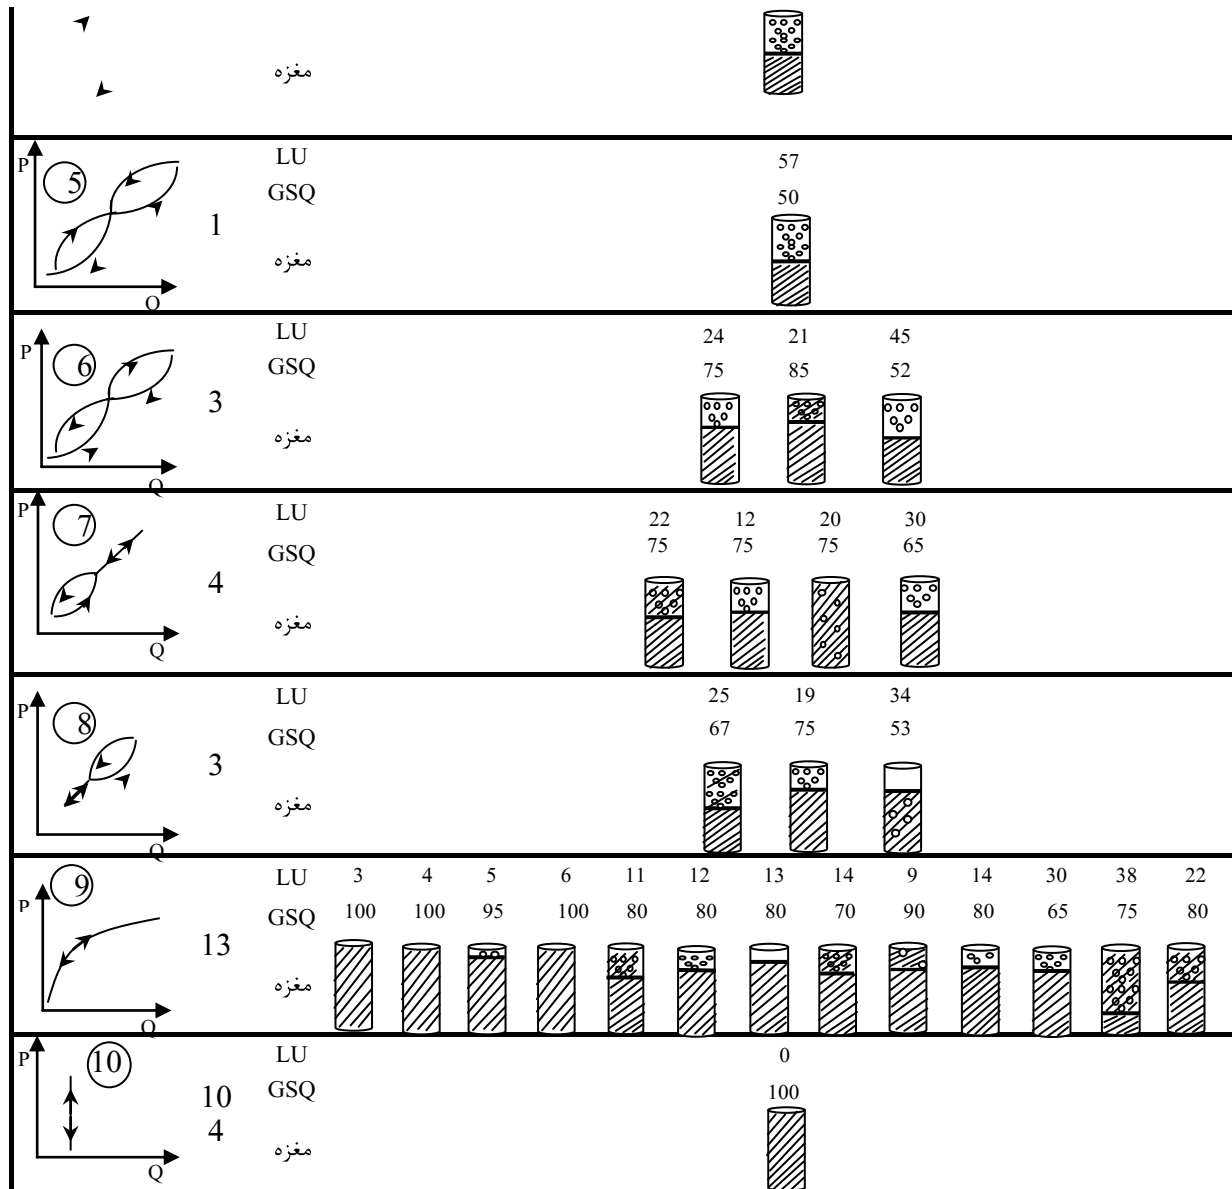 مغزه
P 5 Q
1
LU 57
GSQ 50
مغزه
P 6 Q
3
LU 24 21 45
GSQ 75 85 52
مغزه
P 7 Q
4
LU 22 12 20 30
GSQ 75 75 75 65
مغزه
P 8 Q
3
LU 25 19 34
GSQ 67 75 53
مغزه
P 9 Q
13
LU 3 4 5 6 11 12 13 14 9 14 30 38 22
GSQ 100 100 95 100 80 80 80 70 90 80 65 75 80
مغزه
P 10 Q
10
4
LU 0
GSQ 100
مغزه